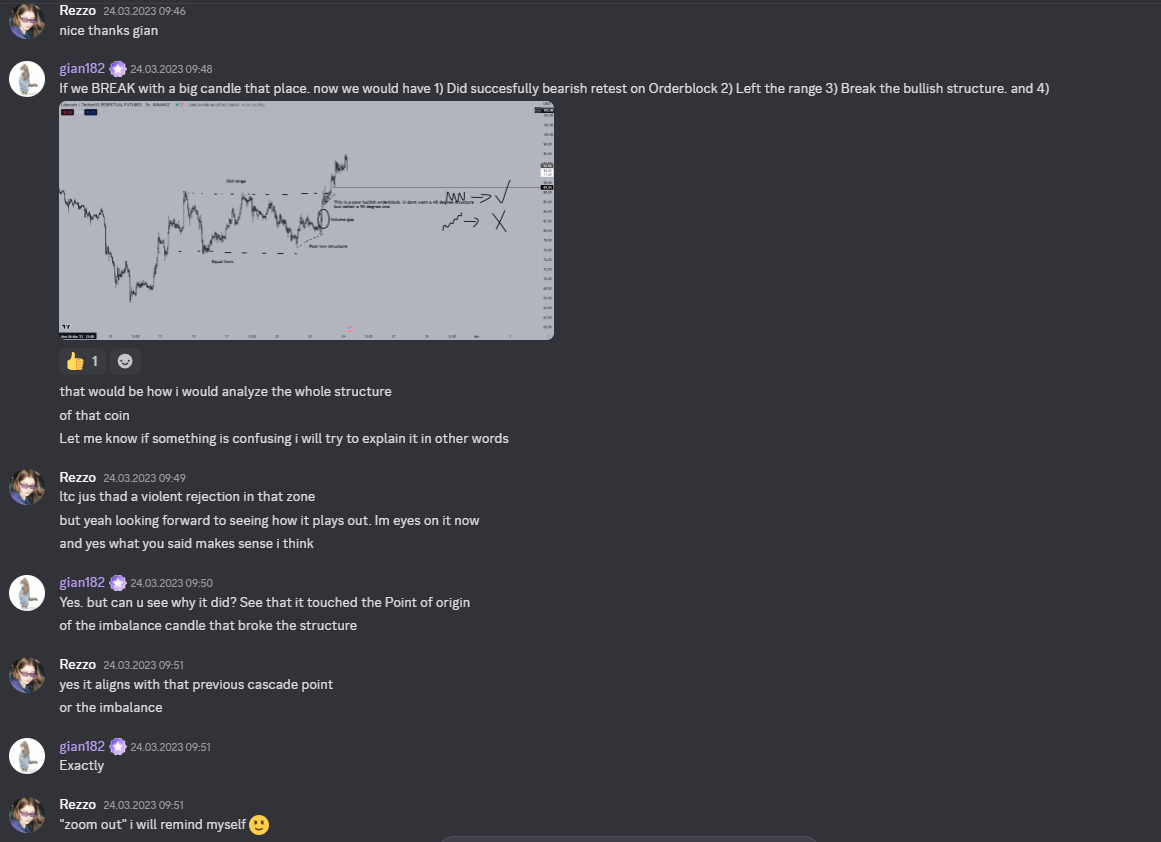 Rezzo 24.03.2023 09:46
nice thanks gian
gian182 24.03.2023 09:48
If we BREAK with a big candle that place. now we would have 1) Did succesfully bearish retest on Orderblock 2) Left the range 3) Break the bullish structure. and 4)
Litecoin / TetherUS PERPETUAL FUTURES
Old range
This is a poor bullish orderblock. U dont want a 45 degree structure
but rather a 90 degree one.
Volume gap
Poor low structure
Equal lows
1
that would be how i would analyze the whole structure
of that coin
Let me know if something is confusing i will try to explain it in other words
Rezzo 24.03.2023 09:49
ltc jus thad a violent rejection in that zone
but yeah looking forward to seeing how it plays out. Im eyes on it now
and yes what you said makes sense i think
gian182 24.03.2023 09:50
Yes. but can u see why it did? See that it touched the Point of origin
of the imbalance candle that broke the structure
Rezzo 24.03.2023 09:51
yes it aligns with that previous cascade point
or the imbalance
gian182 24.03.2023 09:51
Exactly
Rezzo 24.03.2023 09:51
"zoom out" i will remind myself